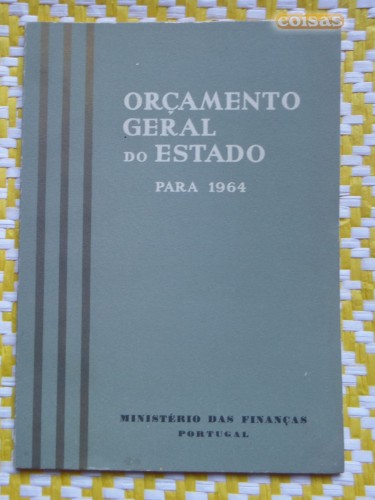 coisas
ORÇAMENTO
GERAL
DO ESTADO
PARA 1964
MINISTÉRIO DAS FINANÇAS
PORTUGAL